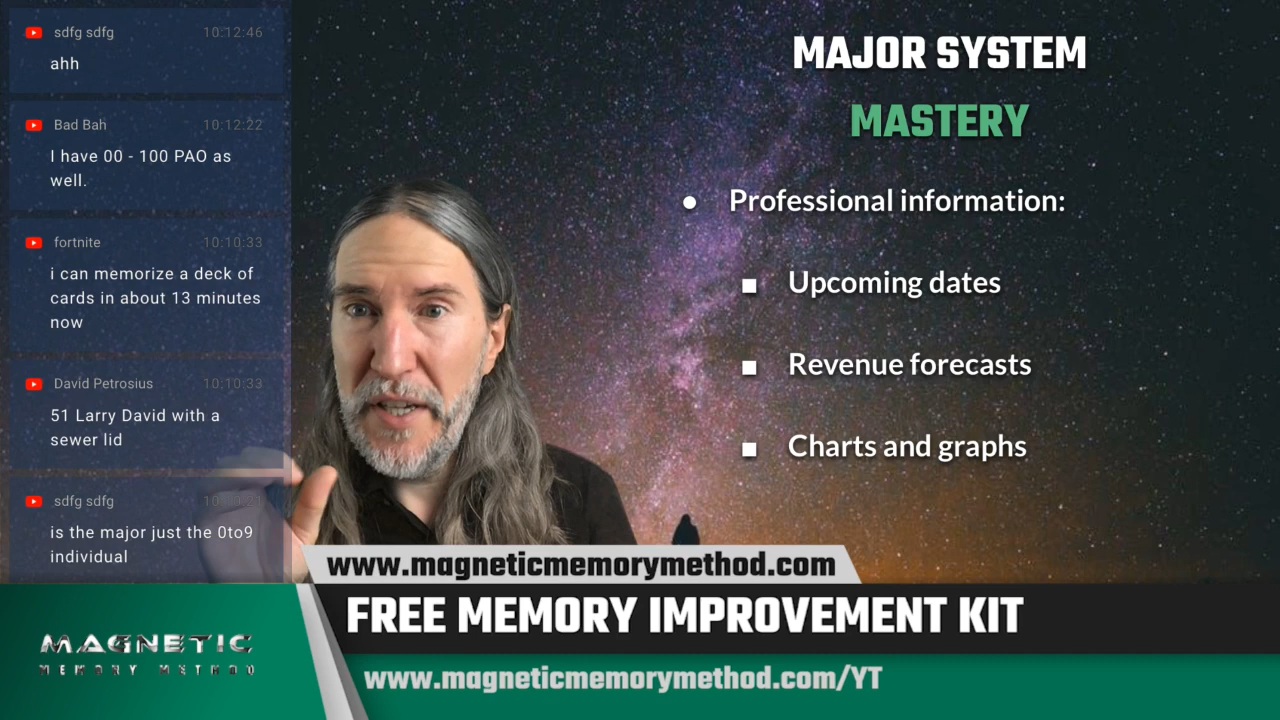 sdfg sdfg 10:12:46
ahh
Bad Bah 10:12:22
I have 00 - 100 PAO as
well.
fortnite 10:10:33
i can memorize a deck of
cards in about 13 minutes
now
David Petrosius 10:10:33
51 Larry David with a
sewer lid
sdfg sdfg
is the major just the 0to9
individual
MAJOR SYSTEM
MASTERY
• Professional information:
■ Upcoming dates
■ Revenue forecasts
■ Charts and graphs
www.magneticmemorymethod.com
FREE MEMORY IMPROVEMENT KIT
www.magneticmemorymethod.com/YT
MAGNETIC
MEMORY METHOD